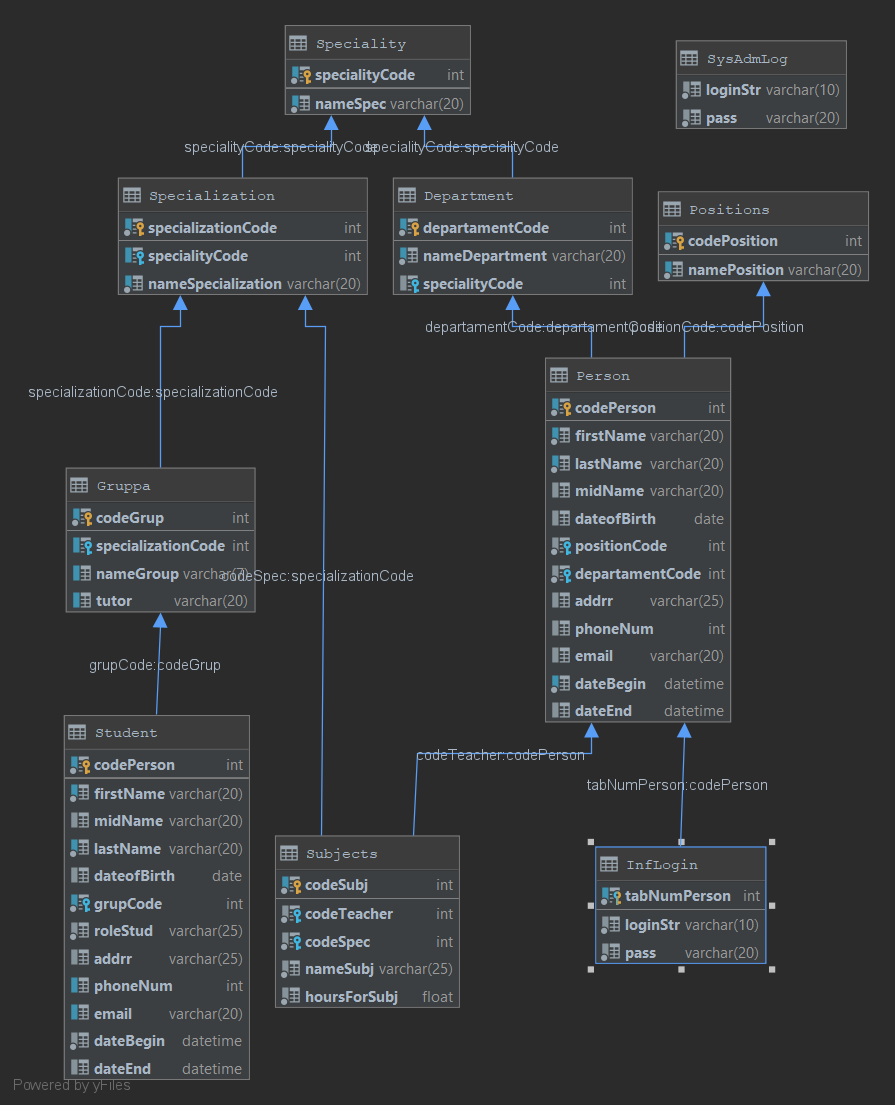 Speciality
specialityCode int
nameSpec varchar(20)
SysAdmLog
loginStr varchar(10)
pass varchar(20)
specialityCode:specialityCode
specialityCode:specialityCode
Specialization
specializationCode int
specialityCode int
nameSpecialization varchar(20)
Department
departamentCode int
nameDepartment varchar(20)
specialityCode int
Positions
codePosition int
namePosition varchar(20)
departamentCode:departamentCode
positionCode:codePosition
specializationCode:specializationCode
Person
codePerson int
firstName varchar(20)
lastName varchar(20)
midName varchar(20)
dateofBirth date
positionCode int
departamentCode int
addrr varchar(25)
phoneNum int
email varchar(20)
dateBegin datetime
dateEnd datetime
Gruppa
codeGrup int
specializationCode int
nameGroup varchar(7)
tutor varchar(20)
codeSpec:specializationCode
grupCode:codeGrup
Student
codePerson int
firstName varchar(20)
midName varchar(20)
lastName varchar(20)
dateofBirth date
grupCode int
roleStud varchar(25)
addrr varchar(25)
phoneNum int
email varchar(20)
dateBegin datetime
dateEnd datetime
codeTeacher:codePerson
tabNumPerson:codePerson
Subjects
codeSubj int
codeTeacher int
codeSpec int
nameSubj varchar(25)
hoursForSubj float
InfLogin
tabNumPerson int
loginStr varchar(10)
pass varchar(20)
Powered by yFiles